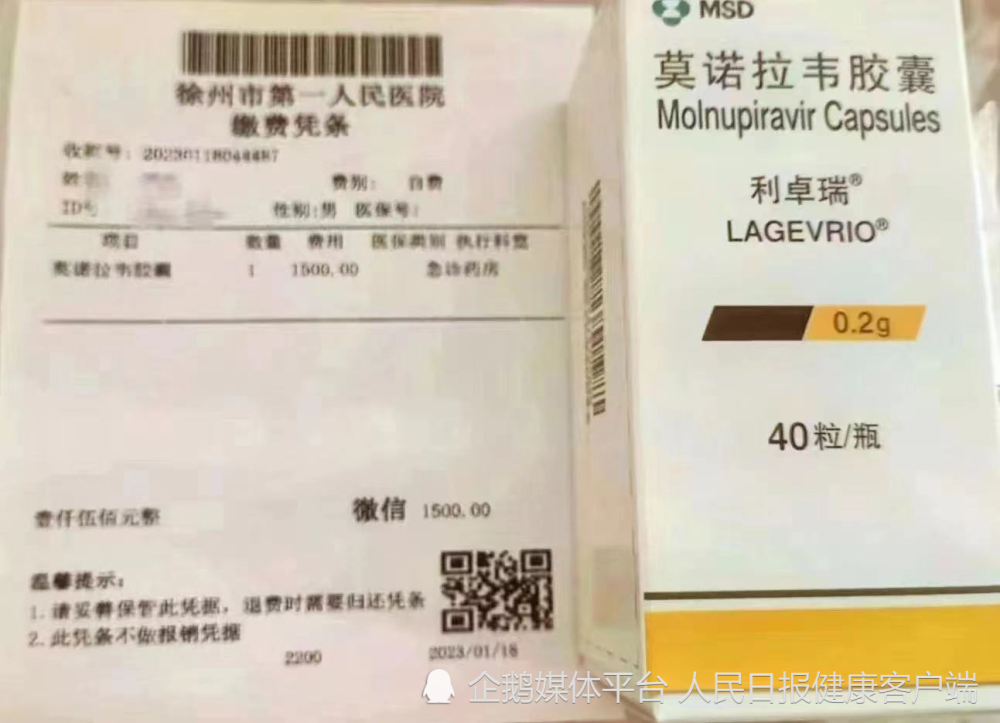 徐州市第一人民医院
缴费凭条
收款号: 20230118044487
姓名: 费别: 自费
ID号 性别:男 医保号:
项目 数量 费用 医保类别 执行科室
莫诺拉韦胶囊 1 1500.00 急诊药房
壹仟伍佰元整 微信 1500.00
温馨提示:
1. 请妥善保管此凭据，退费时需要归还凭条
2. 此凭条不做报销凭据
2200 2023/01/18
MSD
莫诺拉韦胶囊
Molnupiravir Capsules
利卓瑞®
LAGEVRIO®
0.2g
40粒/瓶
企鹅媒体平台 人民日报健康客户端